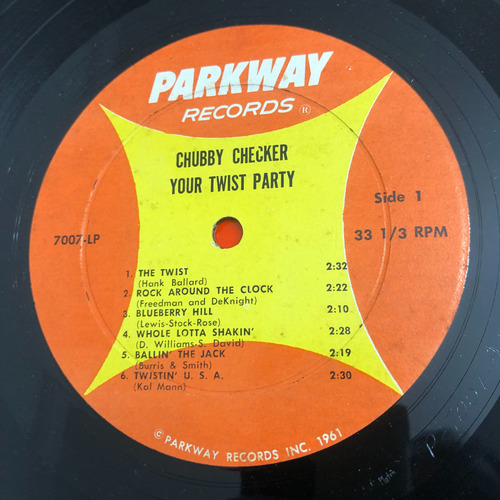 PARKWAY
RECORDS ®
CHUBBY CHECKER
YOUR TWIST PARTY
Side 1
7007-LP
33 1/3 RPM
1. THE TWIST 2:32
(Hank Ballard)
2. ROCK AROUND THE CLOCK 2:22
(Freedman and DeKnight)
3. BLUEBERRY HILL 2:10
(Lewis-Stock-Rose)
4. WHOLE LOTTA SHAKIN' 2:28
(D. Williams-S. David)
5. BALLIN' THE JACK 2:19
(Burris & Smith)
6. TWISTIN' U. S. A. 2:30
(Kal Mann)
© PARKWAY RECORDS INC. 1961